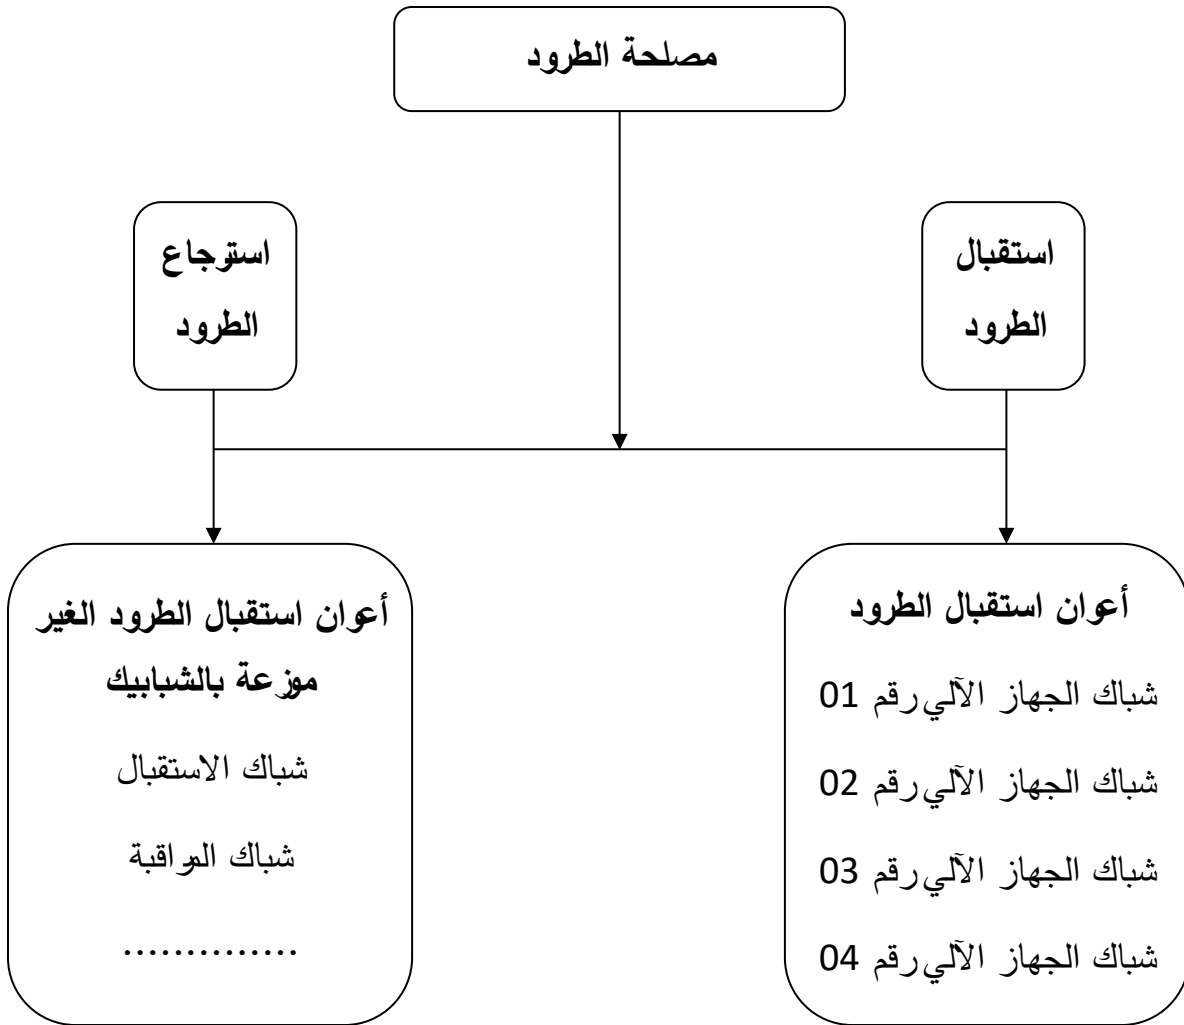 مصلحة الطرود
استقبال
الطرود
استرجاع
الطرود
أعوان استقبال الطرود
شباك الجهاز الآلي رقم 01
شباك الجهاز الآلي رقم 02
شباك الجهاز الآلي رقم 03
شباك الجهاز الآلي رقم 04
أعوان استقبال الطرود الغير
موزعة بالشبابيك
شباك الاستقبال
شباك المراقبة
..............